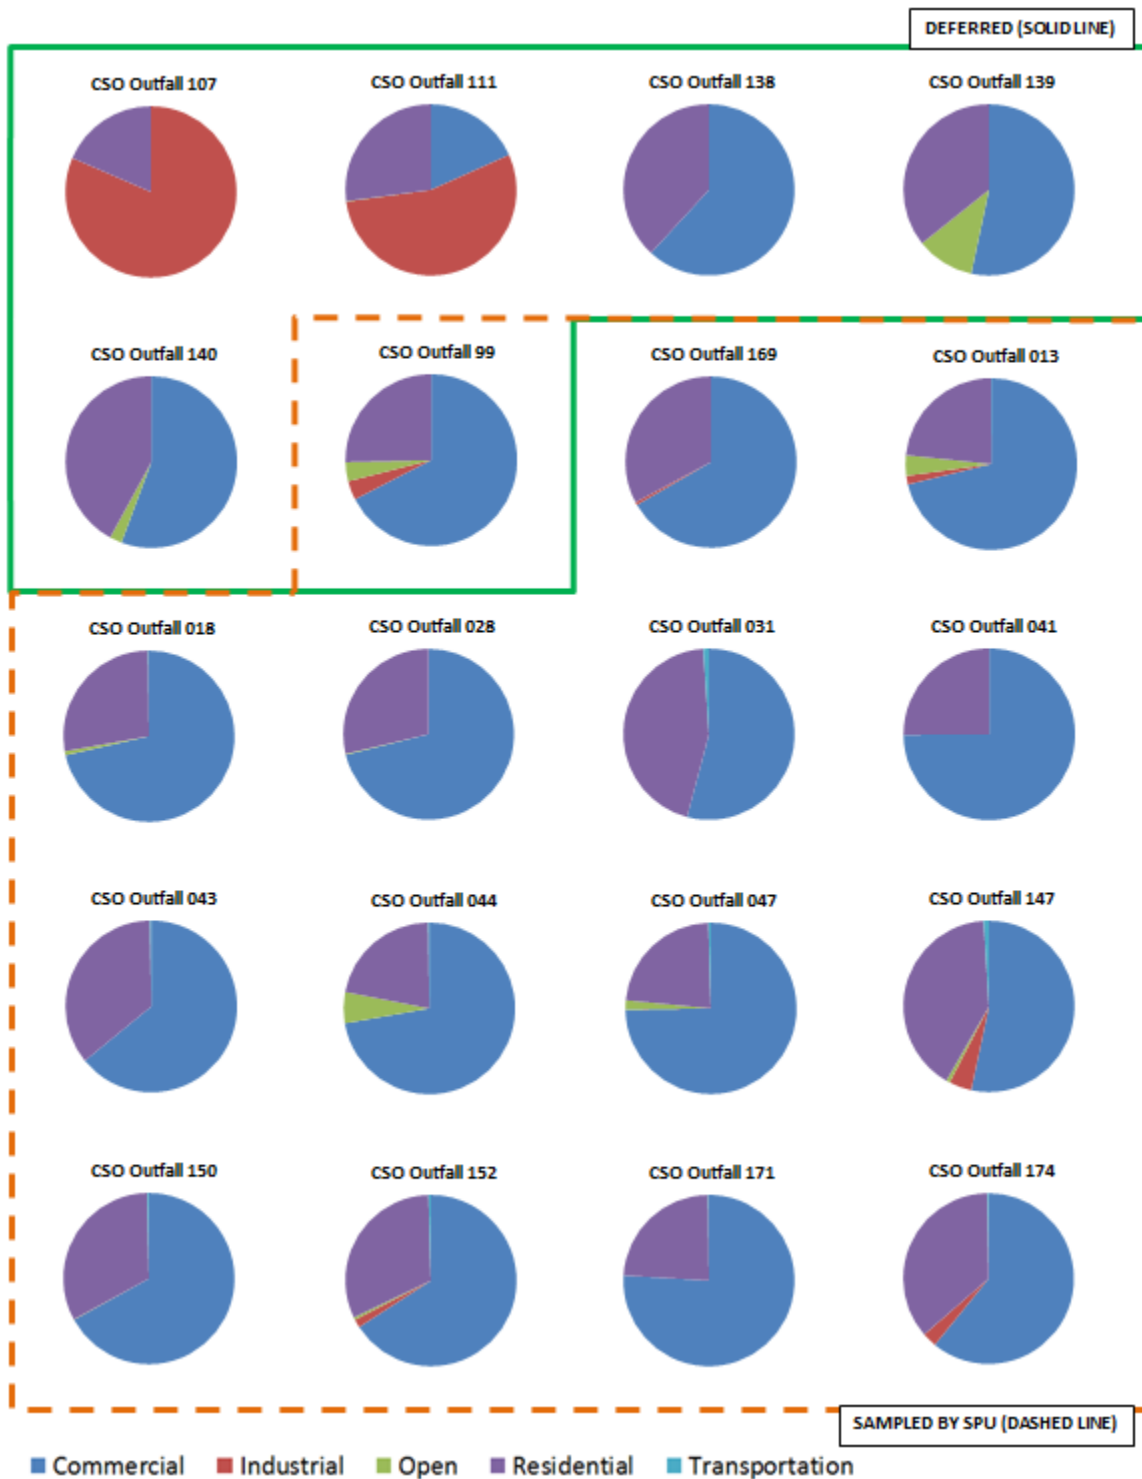 DEFERRED (SOLID LINE)
CSO Outfall 107
CSO Outfall 111
CSO Outfall 138
CSO Outfall 139
CSO Outfall 140
CSO Outfall 99
CSO Outfall 169
CSO Outfall 013
CSO Outfall 018
CSO Outfall 028
CSO Outfall 031
CSO Outfall 041
CSO Outfall 043
CSO Outfall 044
CSO Outfall 047
CSO Outfall 147
CSO Outfall 150
CSO Outfall 152
CSO Outfall 171
CSO Outfall 174
SAMPLED BY SPU (DASHED LINE)
Commercial Industrial Open Residential Transportation